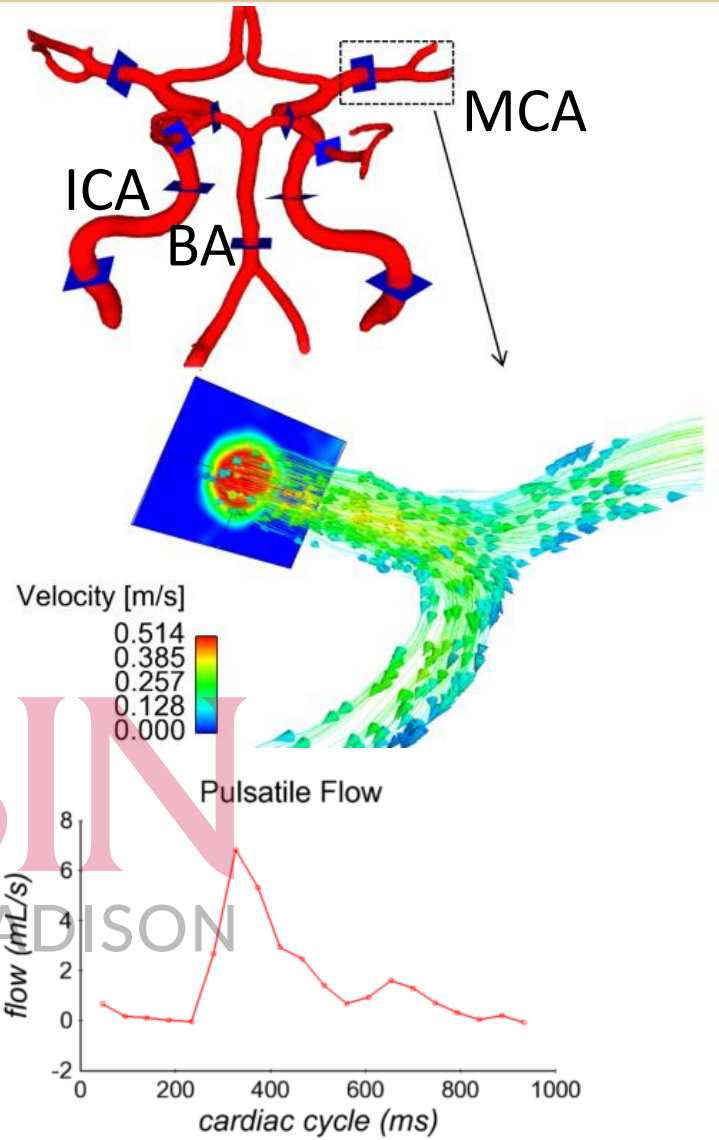 MCA
ICA
BA
Velocity [m/s]
0.514
0.385
0.257
0.128
0.000
SIN
ADISON
Pulsatile Flow
8
6
4
2
0
-2
flow (mL/s)
0
200
400
600
800
1000
cardiac cycle (ms)